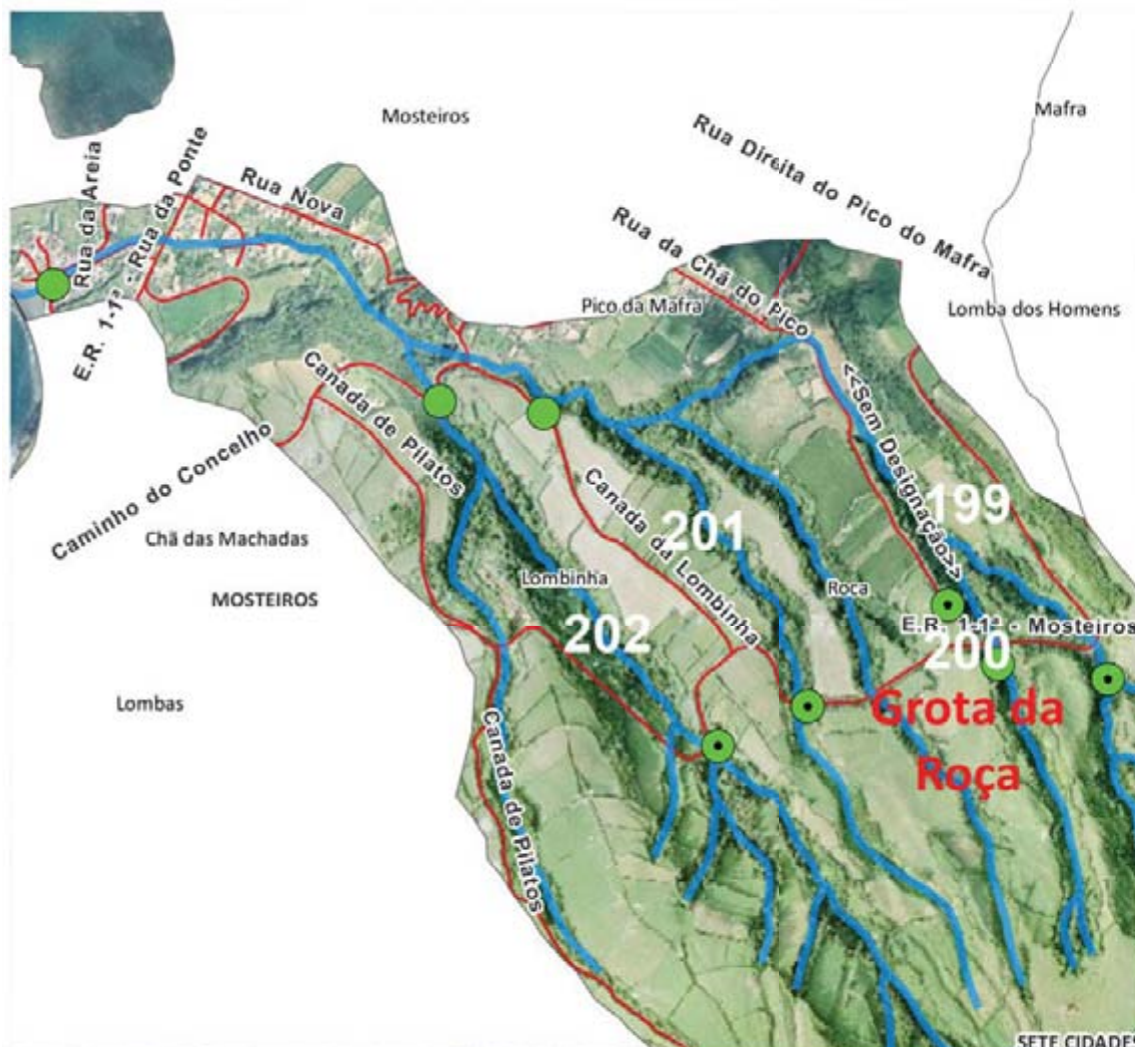 Mosteiros
Mafra
Rua Direita do Pico do Mafra
Rua da Areia
E.R. 1-1ª - Rua da Ponte
Rua Nova
Rua da Chã do Pico
Pico da Mafra
Lomba dos Homens
Canada de Pilatos
Caminho do Concelho
<<Sem Designação>>
199
Canada da Lombinha
201
Chã das Machadas
Lombinha
Roca
MOSTEIROS
E.R. 1-1ª - Mosteiros
202
200
Lombas
Grota da
Roça
Canada de Pilatos
SETE CIDADES